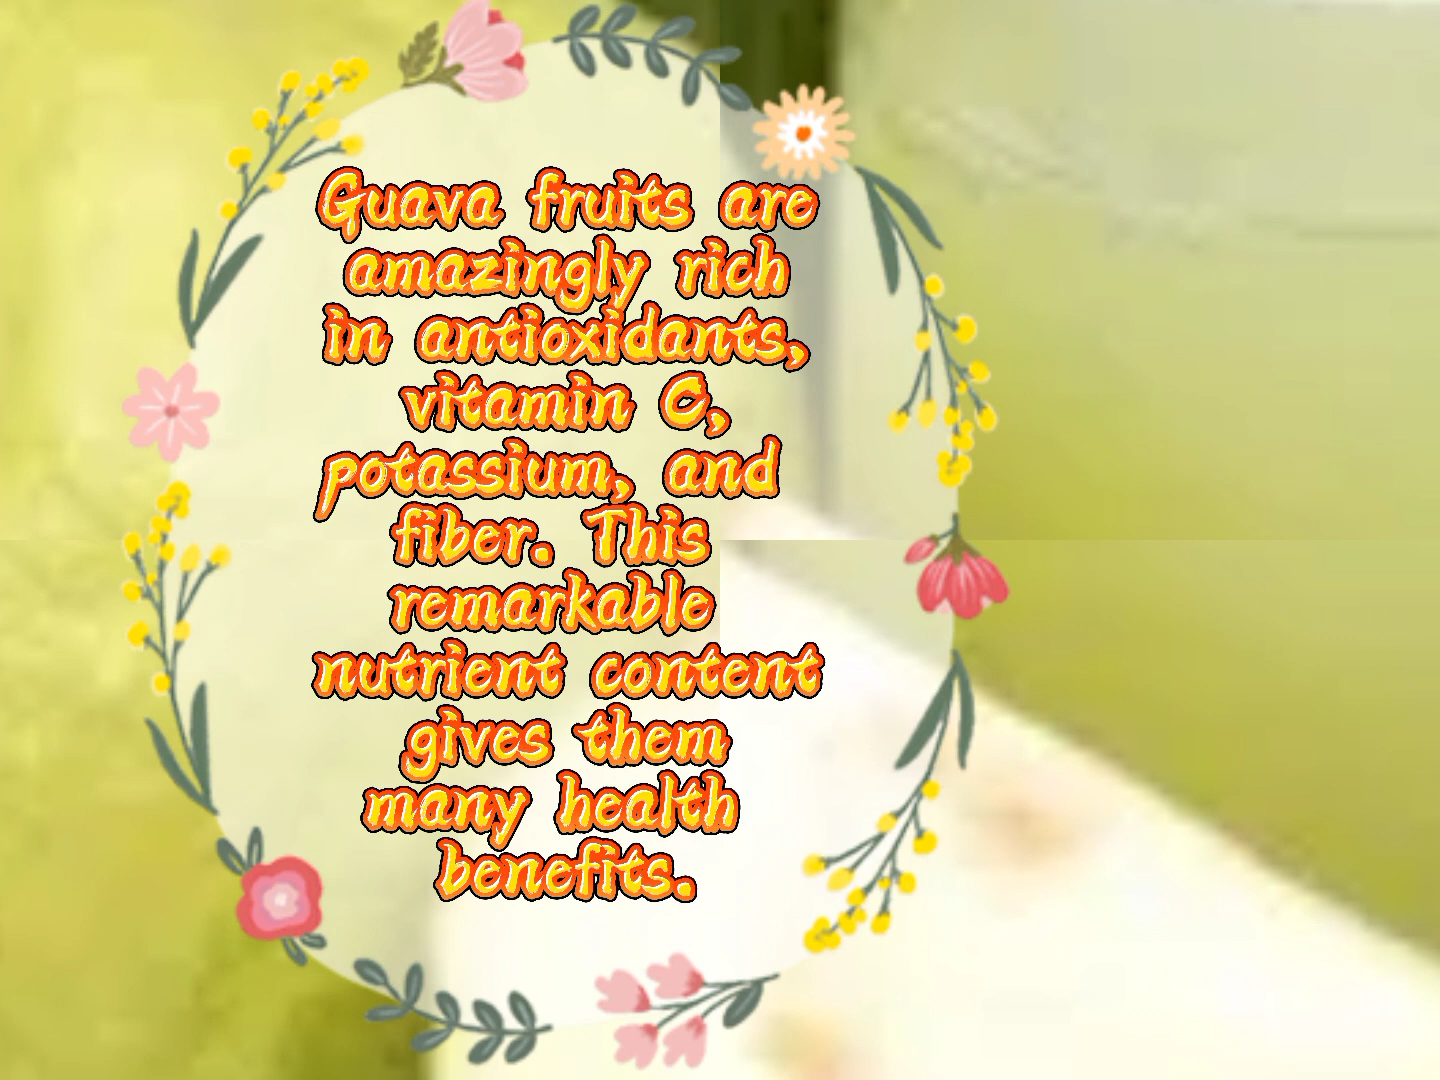 Guava fruits are
amazingly rich
in antioxidants,
vitamin C,
potassium, and
fiber. This
remarkable
nutrient content
gives them
many health
benefits.